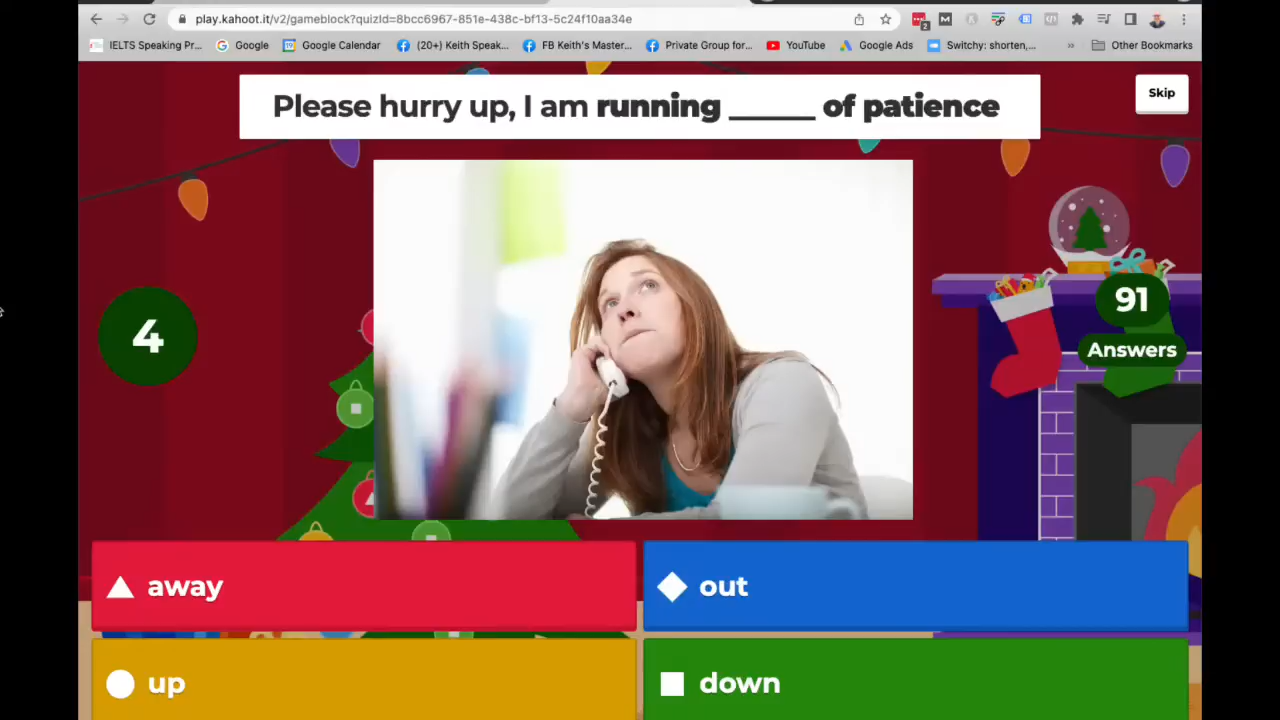 play.kahoot.it/v2/gameblock?quizId=8bcc6967-851e-438c-bf13-5c24f10aa34e
IELTS Speaking Pr... Google Google Calendar (20+) Keith Speak... FB Keith's Master... Private Group for... YouTube Google Ads Switchy: shorten,... » Other Bookmarks
Please hurry up, I am running ______ of patience
Skip
4
91
Answers
away
out
up
down